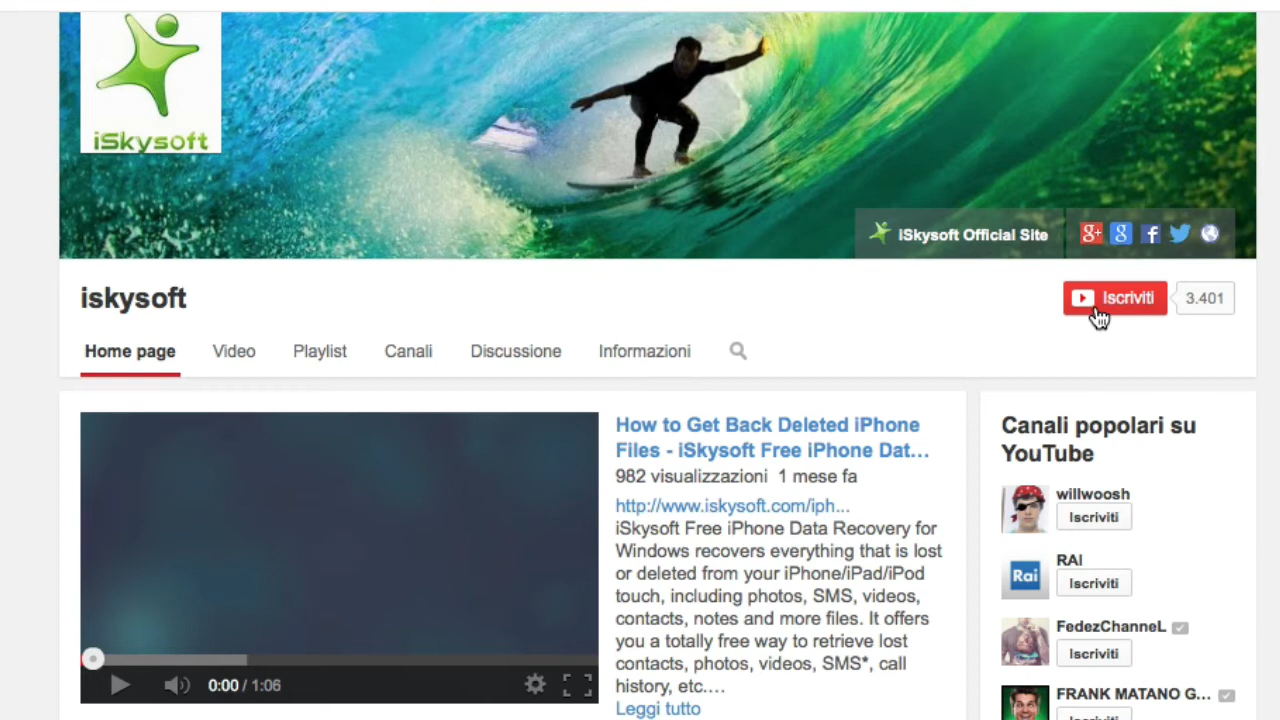 iSkysoft
iSkysoft Official Site
iskysoft
Iscriviti
3.401
Home page
Video
Playlist
Canali
Discussione
Informazioni
How to Get Back Deleted iPhone
Files - iSkysoft Free iPhone Dat...
982 visualizzazioni 1 mese fa
http://www.iskysoft.com/iph...
iSkysoft Free iPhone Data Recovery for
Windows recovers everything that is lost
or deleted from your iPhone/iPad/iPod
touch, including photos, SMS, videos,
contacts, notes and more files. It offers
you a totally free way to retrieve lost
contacts, photos, videos, SMS*, call
history, etc....
Leggi tutto
0:00 / 1:06
Canali popolari su
YouTube
willwoosh
Iscriviti
RAI
Rai
Iscriviti
FedezChanneL
Iscriviti
FRANK MATANO G...
Iscriviti